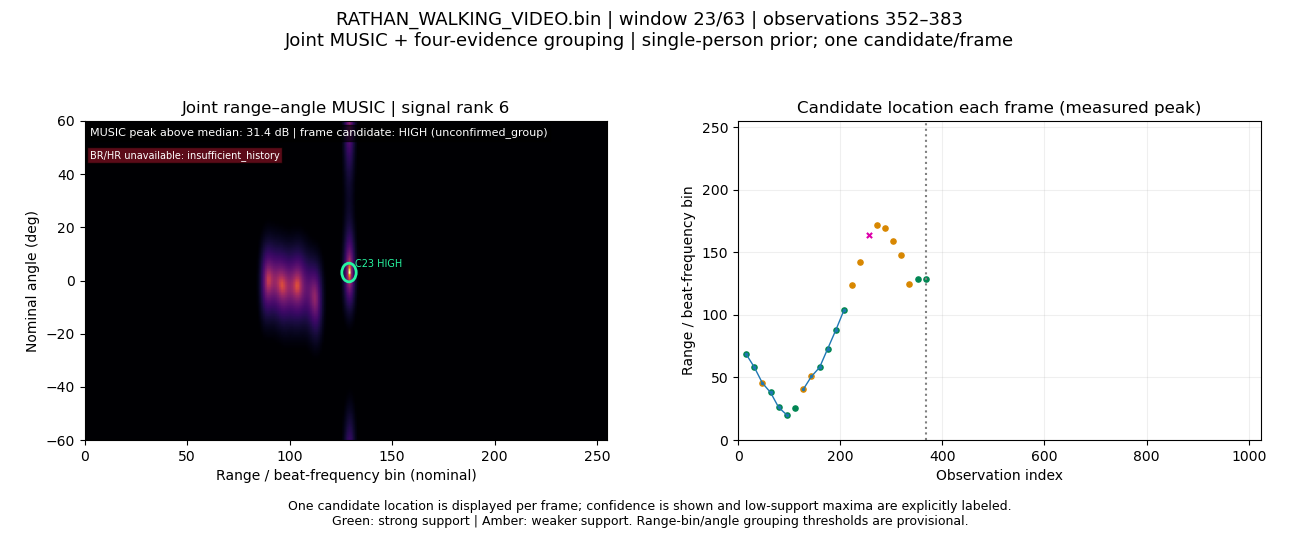 RATHAN_WALKING_VIDEO.bin | window 23/63 | observations 352–383
Joint MUSIC + four-evidence grouping | single-person prior; one candidate/frame
Joint range–angle MUSIC | signal rank 6
MUSIC peak above median: 31.4 dB | frame candidate: HIGH (unconfirmed_group)
BR/HR unavailable: insufficient_history
C23 HIGH
60
40
20
0
−20
−40
−60
Nominal angle (deg)
0 50 100 150 200 250
Range / beat-frequency bin (nominal)
Candidate location each frame (measured peak)
250
200
150
100
50
0
Range / beat-frequency bin
0 200 400 600 800 1000
Observation index
One candidate location is displayed per frame; confidence is shown and low-support maxima are explicitly labeled.
Green: strong support | Amber: weaker support. Range-bin/angle grouping thresholds are provisional.